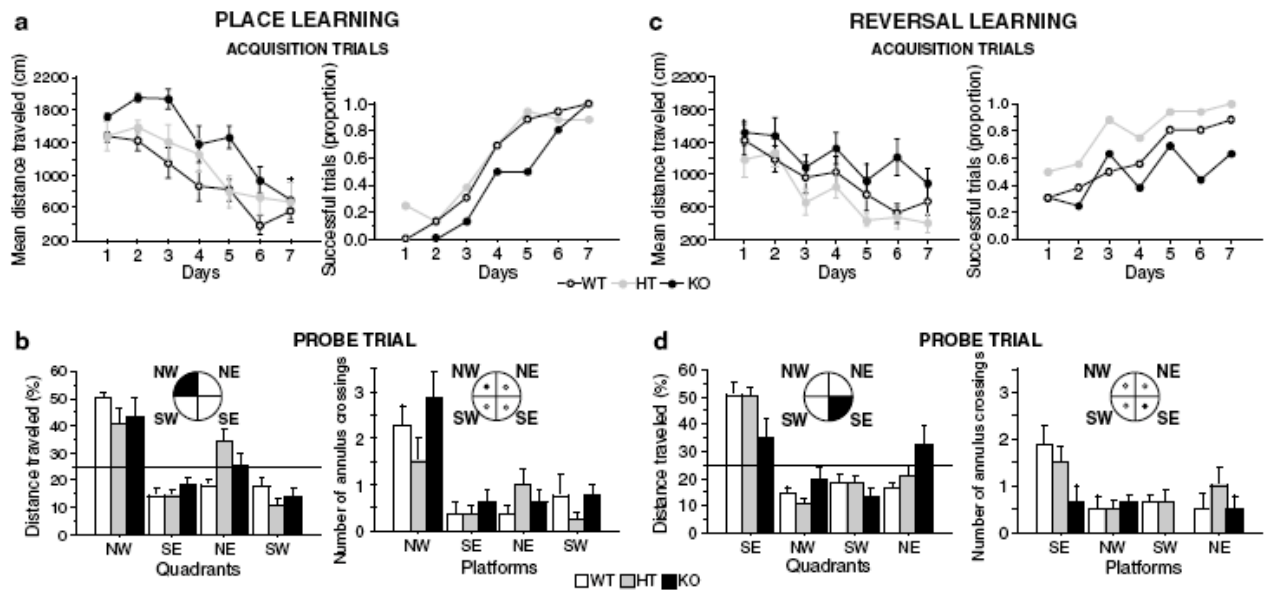 a PLACE LEARNING
ACQUISITION TRIALS
Mean distance traveled (cm)
2200
1800
1400
1000
600
200
1 2 3 4 5 6 7
Days
Successful trials (proportion)
1.0
0.8
0.6
0.4
0.2
0.0
1 2 3 4 5 6 7
Days
c REVERSAL LEARNING
ACQUISITION TRIALS
Mean distance traveled (cm)
2200
1800
1400
1000
600
200
1 2 3 4 5 6 7
Days
Successful trials (proportion)
1.0
0.8
0.6
0.4
0.2
0.0
1 2 3 4 5 6 7
Days
WT HT KO
b PROBE TRIAL
Distance traveled (%)
60
50
40
30
20
10
0
NW NE
SW SE
NW SE NE SW
Quadrants
Number of annulus crossings
3
2
1
0
NW NE
SW SE
NW SE NE SW
Platforms
d PROBE TRIAL
Distance traveled (%)
60
50
40
30
20
10
0
NW NE
SW SE
SE NW SW NE
Quadrants
Number of annulus crossings
3
2
1
0
NW NE
SW SE
SE NW SW NE
Platforms
WT HT KO